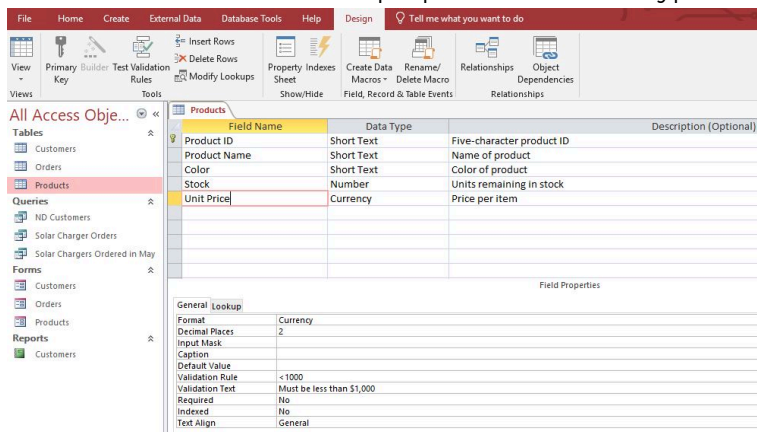 File Home Create External Data Database Tools Help Design Tell me what you want to do
View
Views
Primary Key
Builder
Test Validation Rules
Insert Rows
Delete Rows
Modify Lookups
Tools
Property Sheet
Indexes
Show/Hide
Create Data Macros
Rename/ Delete Macro
Field, Record & Table Events
Relationships
Object Dependencies
Relationships
All Access Obje...
Tables
Customers
Orders
Products
Queries
ND Customers
Solar Charger Orders
Solar Chargers Ordered in May
Forms
Customers
Orders
Products
Reports
Customers
Products
Field Name Data Type Description (Optional)
Product ID Short Text Five-character product ID
Product Name Short Text Name of product
Color Short Text Color of product
Stock Number Units remaining in stock
Unit Price Currency Price per item
Field Properties
General Lookup
Format Currency
Decimal Places 2
Input Mask
Caption
Default Value
Validation Rule <1000
Validation Text Must be less than $1,000
Required No
Indexed No
Text Align General